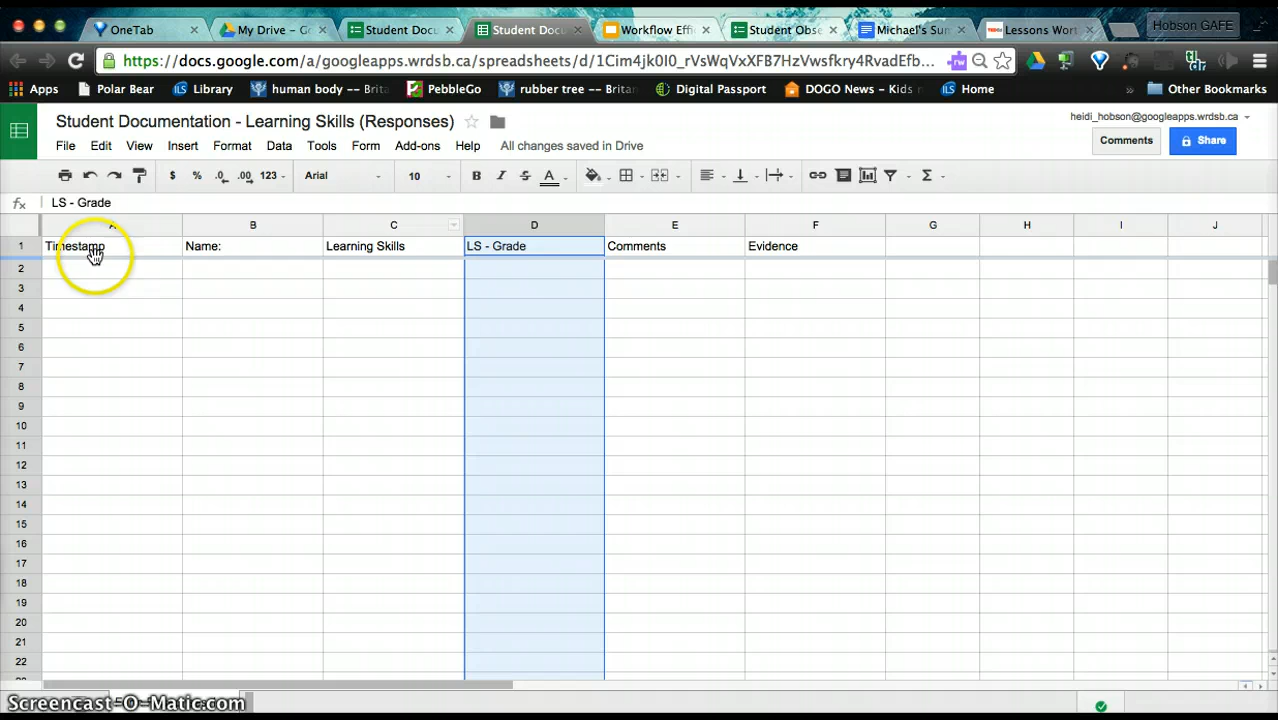 OneTab
My Drive - G
Student Docu
Student Docu
Workflow Effi
Student Obse
Michael's Sum
Lessons Wort
Hobson GAFE
https://docs.google.com/a/googleapps.wrdsb.ca/spreadsheets/d/1Cim4jk0I0_rVsWqVxXFB7HzVwsfkry4RvadEfb...
Apps
Polar Bear
Library
human body -- Britan
PebbleGo
rubber tree -- Britan
Digital Passport
DOGO News - Kids n
Home
»
Other Bookmarks
Student Documentation - Learning Skills (Responses)
heidi_hobson@googleapps.wrdsb.ca
File Edit View Insert Format Data Tools Form Add-ons Help All changes saved in Drive
Comments
Share
$ % .0 .00 123 Arial 10 B I S A Σ
fx LS - Grade
A B C D E F G H I J
1 Timestamp Name: Learning Skills LS - Grade Comments Evidence
2
3
4
5
6
7
8
9
10
11
12
13
14
15
16
17
18
19
20
21
22
Screencast-O-Matic.com